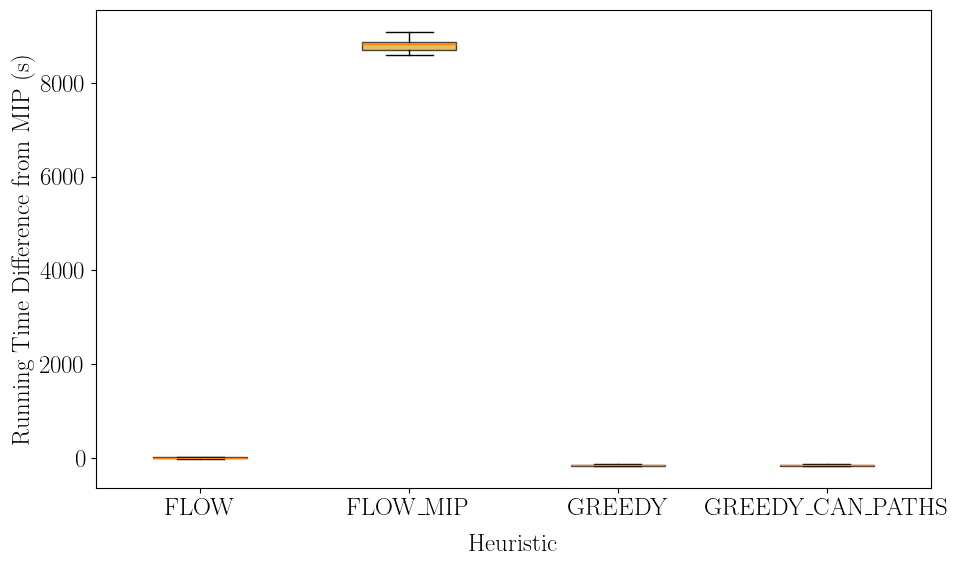 Running Time Difference from MIP (s)
8000
6000
4000
2000
0
FLOW
FLOW_MIP
GREEDY
GREEDY_CAN_PATHS
Heuristic